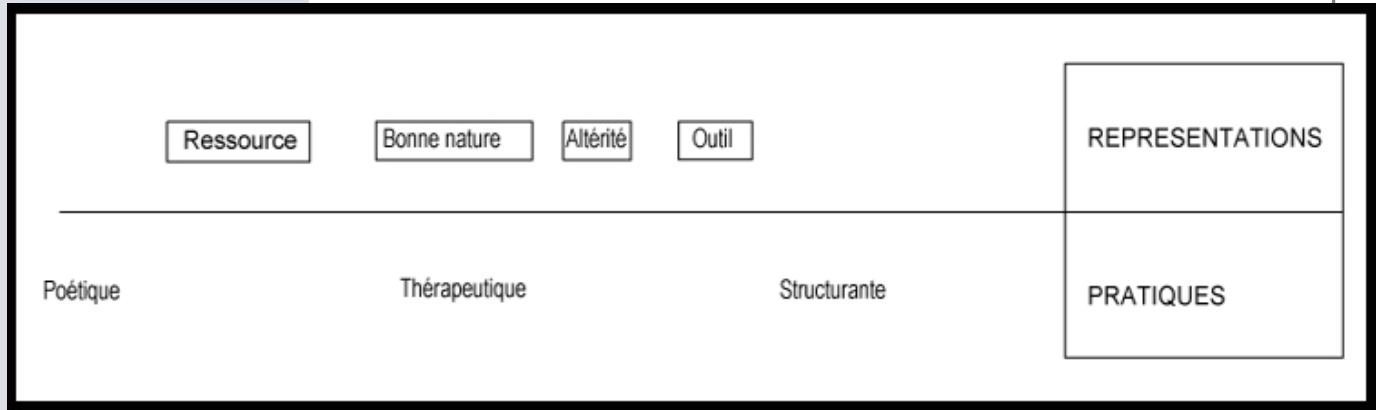 Ressource
Bonne nature
Altérité
Outil
REPRESENTATIONS
Poétique
Thérapeutique
Structurante
PRATIQUES